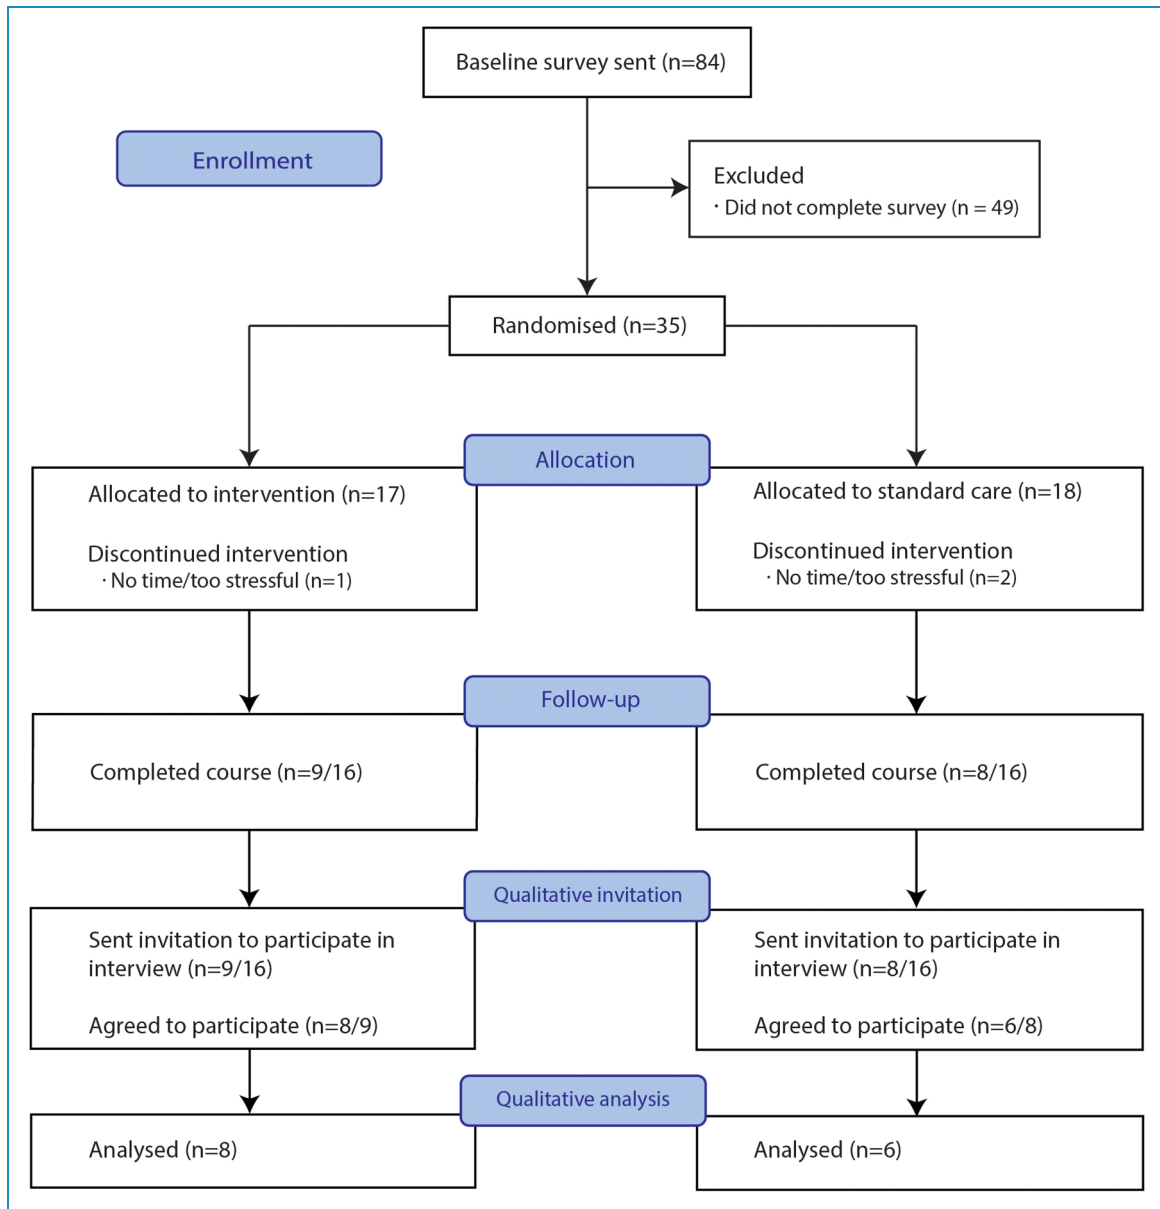 Baseline survey sent (n=84)
Enrollment
Excluded
· Did not complete survey (n = 49)
Randomised (n=35)
Allocation
Allocated to intervention (n=17)
Discontinued intervention
· No time/too stressful (n=1)
Allocated to standard care (n=18)
Discontinued intervention
· No time/too stressful (n=2)
Follow-up
Completed course (n=9/16)
Completed course (n=8/16)
Qualitative invitation
Sent invitation to participate in
interview (n=9/16)
Agreed to participate (n=8/9)
Sent invitation to participate in
interview (n=8/16)
Agreed to participate (n=6/8)
Qualitative analysis
Analysed (n=8)
Analysed (n=6)